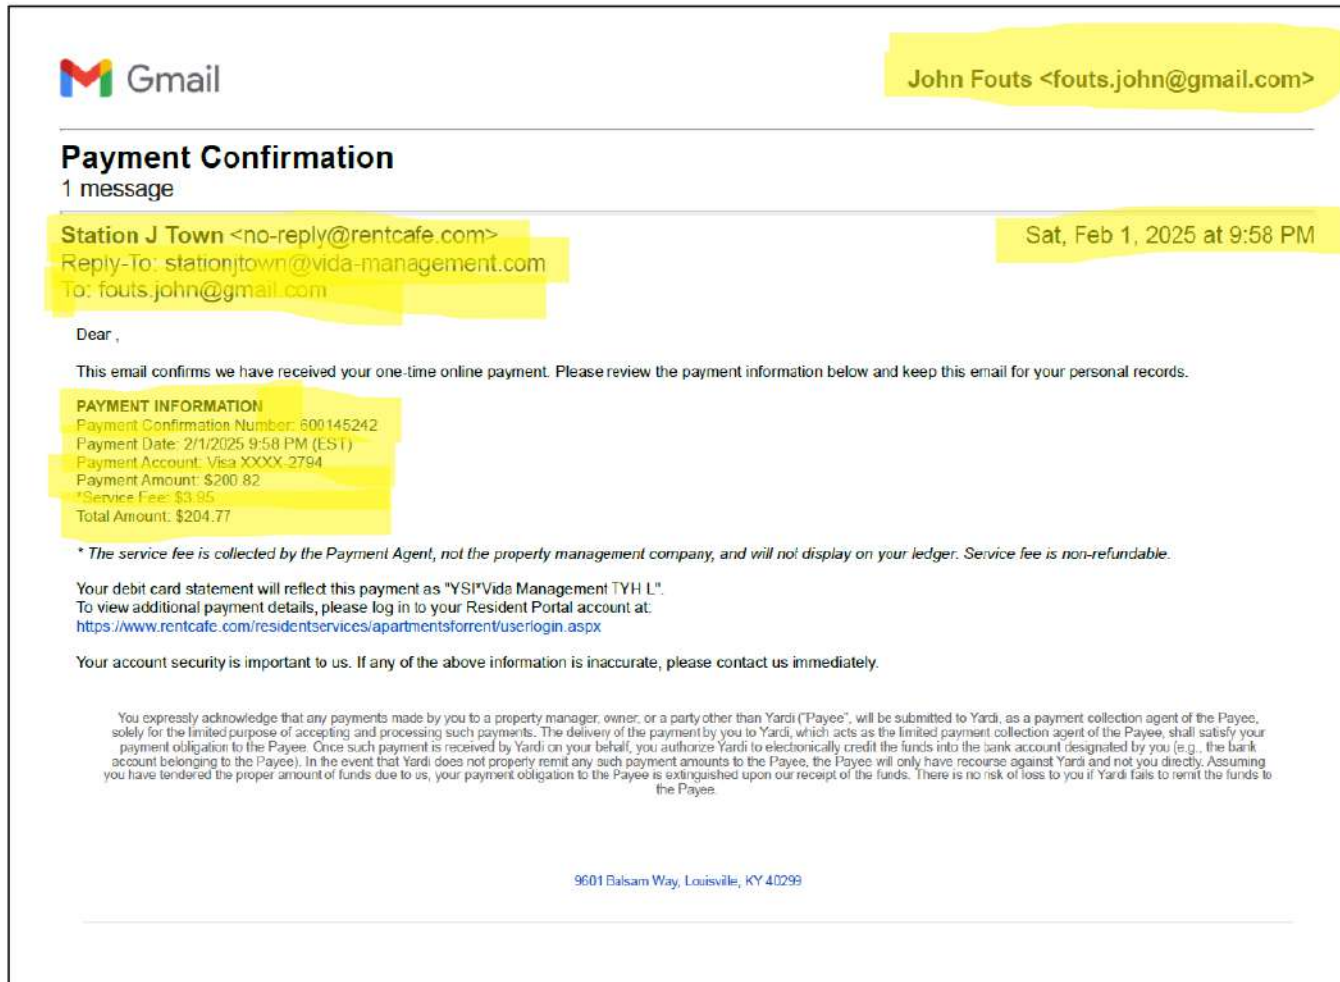 Gmail
John Fouts <fouts.john@gmail.com>
Payment Confirmation
1 message
Station J Town <no-reply@rentcafe.com>
Sat, Feb 1, 2025 at 9:58 PM
Reply-To: stationjtown@vida-management.com
To: fouts.john@gmail.com
Dear ,
This email confirms we have received your one-time online payment. Please review the payment information below and keep this email for your personal records.
PAYMENT INFORMATION
Payment Confirmation Number: 600145242
Payment Date: 2/1/2025 9:58 PM (EST)
Payment Account: Visa XXXX-2794
Payment Amount: $200.82
*Service Fee: $3.95
Total Amount: $204.77
* The service fee is collected by the Payment Agent, not the property management company, and will not display on your ledger. Service fee is non-refundable.
Your debit card statement will reflect this payment as "YSI*Vida Management TYH L".
To view additional payment details, please log in to your Resident Portal account at:
https://www.rentcafe.com/residentservices/apartmentsforrent/userlogin.aspx
Your account security is important to us. If any of the above information is inaccurate, please contact us immediately.
You expressly acknowledge that any payments made by you to a property manager, owner, or a party other than Yardi ("Payee", will be submitted to Yardi, as a payment collection agent of the Payee,
solely for the limited purpose of accepting and processing such payments. The delivery of the payment by you to Yardi, which acts as the limited payment collection agent of the Payee, shall satisfy your
payment obligation to the Payee. Once such payment is received by Yardi on your behalf, you authorize Yardi to electronically credit the funds into the bank account designated by you (e.g., the bank
account belonging to the Payee). In the event that Yardi does not properly remit any such payment amounts to the Payee, the Payee will only have recourse against Yardi and not you directly. Assuming
you have tendered the proper amount of funds due to us, your payment obligation to the Payee is extinguished upon our receipt of the funds. There is no risk of loss to you if Yardi fails to remit the funds to
the Payee.
9601 Balsam Way, Louisville, KY 40299